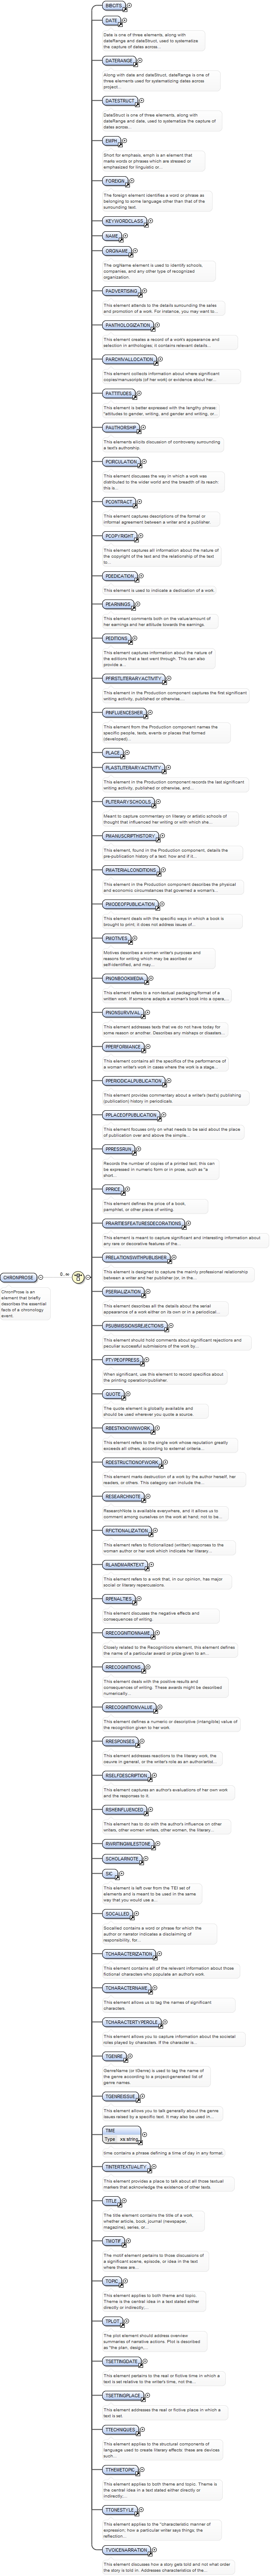 CHRONPROSE
ChronProse is an
element that briefly
describes the essential
facts of a chronology
event.
0..∞
BIBCITS
DATE
Date is one of three elements, along with
dateRange and dateStruct, used to systematize
the capture of dates across...
DATERANGE
Along with date and dateStruct, dateRange is one of
three elements used for systematizing dates across
project...
DATESTRUCT
DateStruct is one of three elements, along with
dateRange and date, used to systematize the capture of
dates across...
EMPH
Short for emphasis, emph is an element that
marks words or phrases which are stressed or
emphasized for linguistic or...
FOREIGN
The foreign element identifies a word or phrase as
belonging to some language other than that of the
surrounding text.
KEYWORDCLASS
NAME
ORGNAME
The orgName element is used to identify schools,
companies, and any other type of recognized
organization.
PADVERTISING
This element attends to the details surrounding the sales
and promotion of a work. For instance, you may want to...
PANTHOLOGIZATION
This element creates a record of a work's appearance and
selection in anthologies. It contains relevant details...
PARCHIVALLOCATION
This element collects information about where significant
copies/manuscripts (of her work) or evidence about her...
PATTITUDES
This element is better expressed with the lengthy phrase:
"attitudes to gender, writing, and gender and writing, or...
PAUTHORSHIP
This elements elicits discussion of controversy surrounding
a text's authorship.
PCIRCULATION
This element discusses the way in which a work was
distributed to the wider world and the breadth of its reach;
this is...
PCONTRACT
This element captures descriptions of the formal or
informal agreement between a writer and a publisher.
PCOPYRIGHT
This element captures all information about the nature of
the copyright of the text and the relationship of the text
to...
PDEDICATION
This element is used to indicate a dedication of a work.
PEARNINGS
This element comments both on the value/amount of
her earnings and her attitude towards the earnings.
PEDITIONS
This element captures information about the nature of
the editions that a text went through. This can also
provide a...
PFIRSTLITERARYACTIVITY
This element in the Production component captures the first significant
writing activity, published or otherwise,...
PINFLUENCESHER
This element from the Production component names the
specific people, texts, events or places that formed
(developed)...
PLACE
PLASTLITERARYACTIVITY
This element in the Production component records the last significant
writing activity, published or otherwise, and...
PLITERARYSCHOOLS
Meant to capture commentary on literary or artistic schools of
thought that influenced her writing or with which she...
PMANUSCRIPTHISTORY
This element, found in the Production component, details the
pre-publication history of a text: how and if it...
PMATERIALCONDITIONS
This element in the Production component describes the physical
and economic circumstances that governed a woman's...
PMODEOFPUBLICATION
This element deals with the specific ways in which a book is
brought to print; it does not address issues of...
PMOTIVES
Motives describes a woman writer's purposes and
reasons for writing which may be ascribed or
self-identified, and may...
PNONBOOKMEDIA
This element refers to a non-textual packaging/format of a
written work. If someone adapts a woman's book into a opera,...
PNONSURVIVAL
This element addresses texts that we do not have today for
some reason or another. Describes any mishaps or disasters...
PPERFORMANCE
This element contains all the specifics of the performance of
a women writer's work in cases where the work is a stage...
PPERIODICALPUBLICATION
This element provides commentary about a writer's (text's) publishing
(publication) history in periodicals.
PPLACEOFPUBLICATION
This element focuses only on what needs to be said about the place
of publication over and above the simple...
PPRESSRUN
Records the number of copies of a printed text; this can
be expressed in numeric form or in prose, such as "a
short...
PPRICE
This element defines the price of a book,
pamphlet, or other piece of writing.
PRARITIESFEATURESDECORATIONS
This element is meant to capture significant and interesting information about
any rare or decorative features of the...
PRELATIONSWITHPUBLISHER
This element is designed to capture the mainly professional relationship
between a writer and her publisher (or, in the...
PSERIALIZATION
This element describes all the details about the serial
appearance of a work either on its own or in a periodical...
PSUBMISSIONSREJECTIONS
This element should hold comments about significant rejections and
peculiar successful submissions of the work by...
PTYPEOFPRESS
When significant, use this element to record specifics about
the printing operation/publisher.
QUOTE
The quote element is globally available and
should be used wherever you quote a source.
RBESTKNOWNWORK
This element refers to the single work whose reputation greatly
exceeds all others, according to external criteria...
RDESTRUCTIONOFWORK
This element marks destruction of a work by the author herself, her
readers, or others. This category can include the...
RESEARCHNOTE
ResearchNote is available everywhere, and it allows us to
comment among ourselves on the work at hand, not to be...
RFICTIONALIZATION
This element refers to fictionalized (written) responses to the
woman author or her work which indicate her literary...
RLANDMARKTEXT
This element refers to a work that, in our opinion, has major
social or literary repercussions.
RPENALTIES
This element discusses the negative effects and
consequences of writing.
RRECOGNITIONNAME
Closely related to the Recognitions element, this element defines
the name of a particular award or prize given to an...
RRECOGNITIONS
This element deals with the positive results and
consequences of writing. These awards might be described
numerically...
RRECOGNITIONVALUE
This element defines a numeric or descriptive (intangible) value of
the recognition given to her work.
RRESPONSES
This element addresses reactions to the literary work, the
oeuvre in general, or the writer's role as an author/artist...
RSELFDESCRIPTION
This element captures an author's evaluations of her own work
and the responses to it.
RSHEINFLUENCED
This element has to do with the author's influence on other
writers, other women writers, other women, the literary...
RWRITINGMILESTONE
SCHOLARNOTE
SIC
This element is left over from the TEI set of
elements and is meant to be used in the same
way that you would use a...
SOCALLED
Socalled contains a word or phrase for which the
author or narrator indicates a disclaiming of
responsibility, for...
TCHARACTERIZATION
This element contains all of the relevant information about those
fictional characters who populate an author's work.
TCHARACTERNAME
This element allows us to tag the names of significant
characters.
TCHARACTERTYPEROLE
This element allows you to capture information about the societal
roles played by characters. If the character is...
TGENRE
GenreName (or tGenre) is used to tag the name of
the genre according to a project-generated list of
genre names.
TGENREISSUE
This element allows you to talk generally about the genre
issues raised by a specific text. It may also be used in...
TIME
Type xs:string
time contains a phrase defining a time of day in any format
TINTERTEXTUALITY
This element provides a place to talk about all those textual
matters that acknowledge the existence of other texts
TITLE
The title element contains the title of a work,
whether article, book, journal (newspaper,
magazine), series, or...
TMOTIF
The motif element pertains to those discussions of
a significant scene, episode, or idea in the text
where these are...
TOPIC
This element applies to both theme and topic.
Theme is the central idea in a text stated either
directly or indirectly,...
TPLOT
The plot element should address overview
summaries of narrative actions. Plot is described
as "the plan, design,...
TSETTINGDATE
This element pertains to the real or fictive time in which a
text is set relative to the writer's time, not the...
TSETTINGPLACE
This element addresses the real or fictive place in which a
text is set.
TTECHNIQUES
This element applies to the structural components of
language used to create literary effects: these are devices
such...
TTHEMETOPIC
This element applies to both theme and topic. Theme is
the central idea in a text stated either directly or
indirectly,...
TTONESTYLE
This element applies to the "characteristic manner of
expression, how a particular writer says things; the
reflection...
TVOICENARRATION
This element discusses how a story gets told and not what order
the story is told in. Addresses characteristics of the...